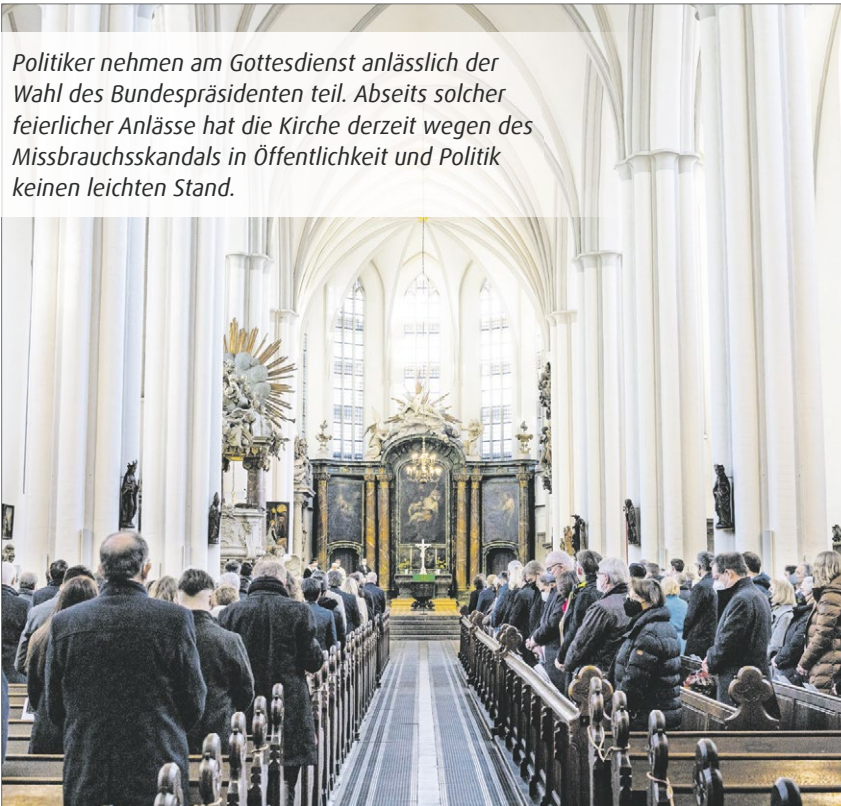 Politiker nehmen am Gottesdienst anlässlich der
Wahl des Bundespräsidenten teil. Abseits solcher
feierlicher Anlässe hat die Kirche derzeit wegen des
Missbrauchsskandals in Öffentlichkeit und Politik
keinen leichten Stand.